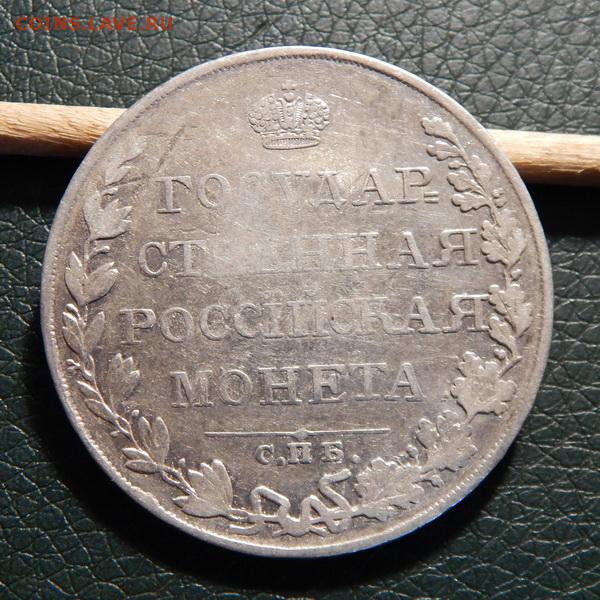 COINS.LAVE.RU
ГОСУДАР-
СТВЕННАЯ
РОССІЙСКАЯ
МОНЕТА
С.П.Б.